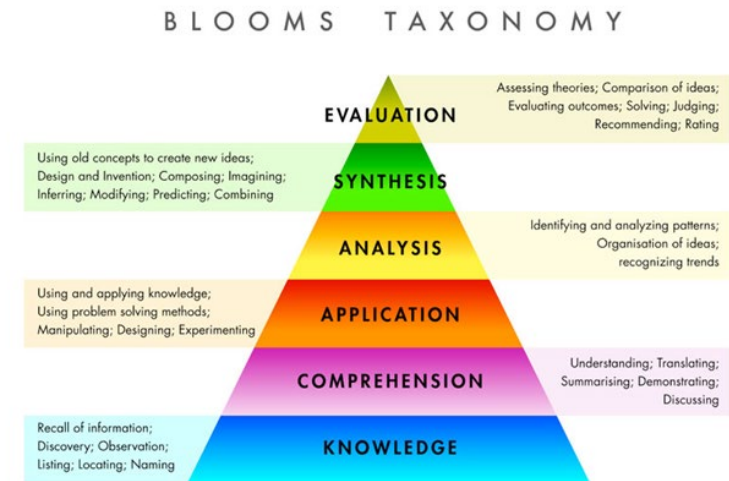 BLOOMS TAXONOMY
EVALUATION
Assessing theories; Comparison of ideas;
Evaluating outcomes; Solving; Judging;
Recommending; Rating
Using old concepts to create new ideas;
Design and Invention; Composing; Imagining;
Inferring; Modifying; Predicting; Combining
SYNTHESIS
ANALYSIS
Identifying and analyzing patterns;
Organisation of ideas;
recognizing trends
Using and applying knowledge;
Using problem solving methods;
Manipulating; Designing; Experimenting
APPLICATION
COMPREHENSION
Understanding; Translating;
Summarising; Demonstrating;
Discussing
Recall of information;
Discovery; Observation;
Listing; Locating; Naming
KNOWLEDGE